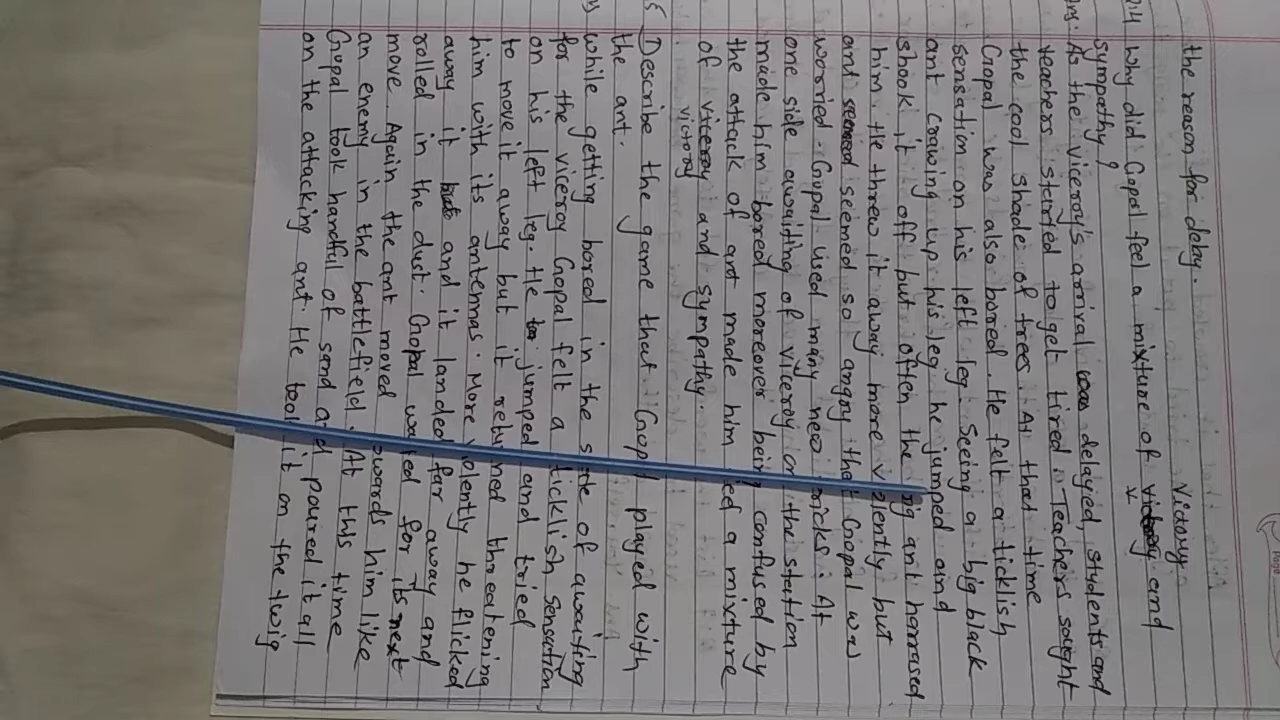 the reason for delay.
victory
Q.4 Why did Gopal feel a mixture of and
sympathy?
Ans. As the viceroy's arrival was delayed students and
teachers started to get tired. Teachers sought
the cool shade of trees. At that time
Gopal was also bored. He felt a ticklish
sensation on his left leg. Seeing a big black
ant crawing up his leg he jumped and
shook it off but often the ant harrased
him. He threw it away more violently but
ant seemed so angry that Gopal was
worried. Gopal used many new tricks. At
one side awaiting of viceroy on the station
made him bored moreover being confused by
the attack of ant made him a mixture
of viceroy and sympathy.
victory
5 Describe the game that Gopal played with
the ant.
while getting bored in the state of awaiting
for the viceroy Gopal felt a ticklish sensation
on his left leg. He jumped and tried
to move it away but it returned threatening
him with its antennas. More violently he flicked
away it and it landed far away and
rolled in the dust. Gopal waited for its next
move. Again the ant moved towards him like
an enemy in the battlefield. At this time
Gopal took handful of sand and poured it all
on the attacking ant. He took it on the twig